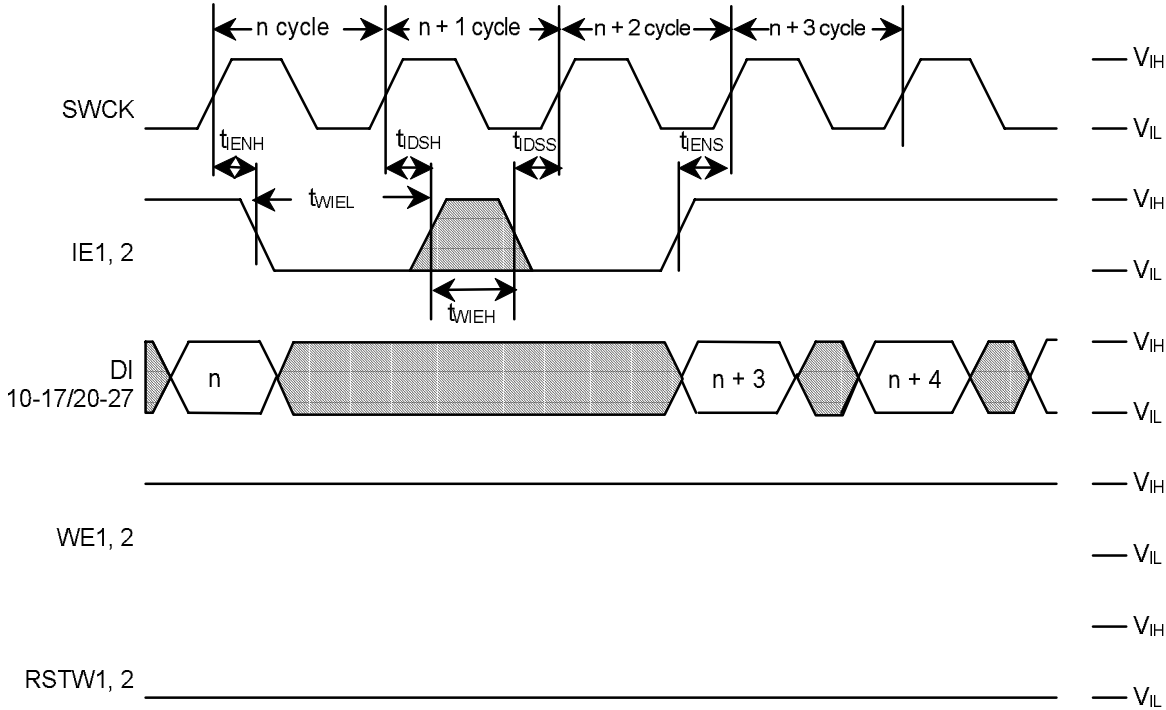 n cycle n + 1 cycle n + 2 cycle n + 3 cycle
VIH
SWCK
VIL
tIENH tIDSH tIDSS tIENS
tWIEL
VIH
IE1, 2
VIL
tWIEH
VIH
DI
10-17/20-27
n n + 3 n + 4
VIL
VIH
WE1, 2
VIL
VIH
RSTW1, 2
VIL